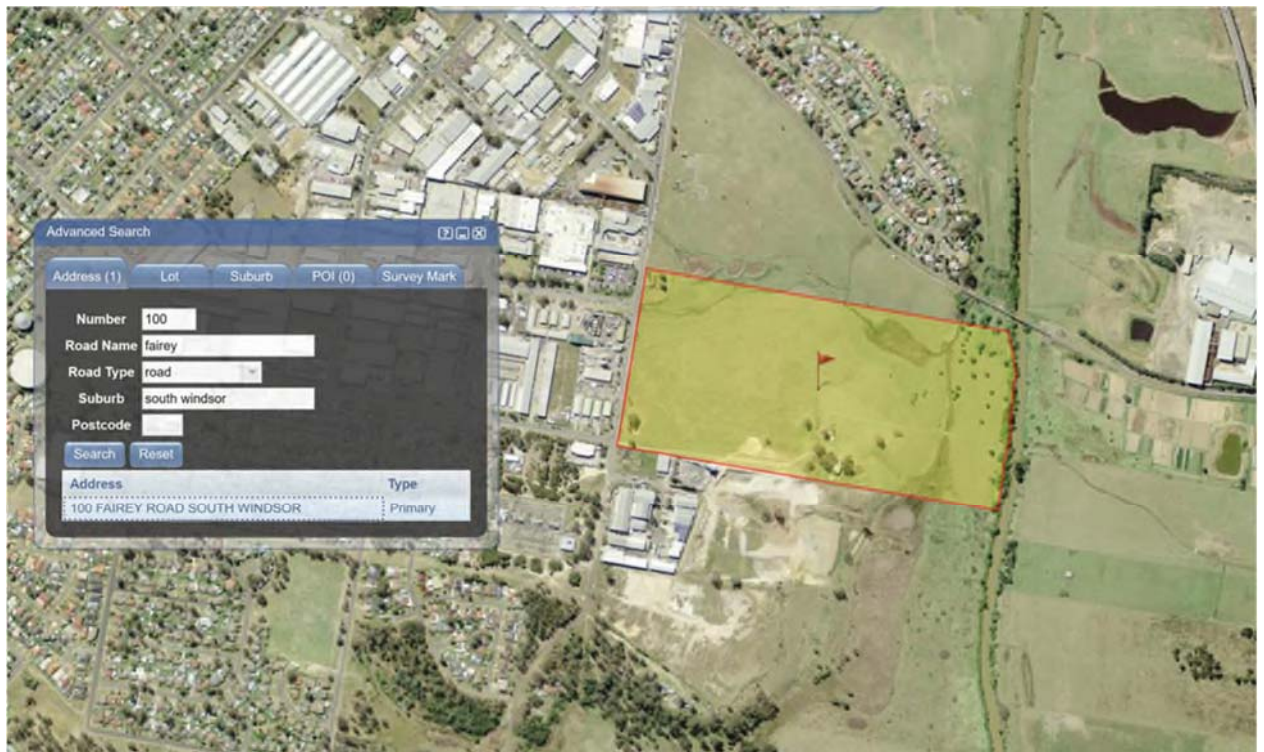 Advanced Search
Address (1) Lot Suburb POI (0) Survey Mark
Number 100
Road Name fairey
Road Type road
Suburb south windsor
Postcode
Search Reset
Address Type
100 FAIREY ROAD SOUTH WINDSOR Primary